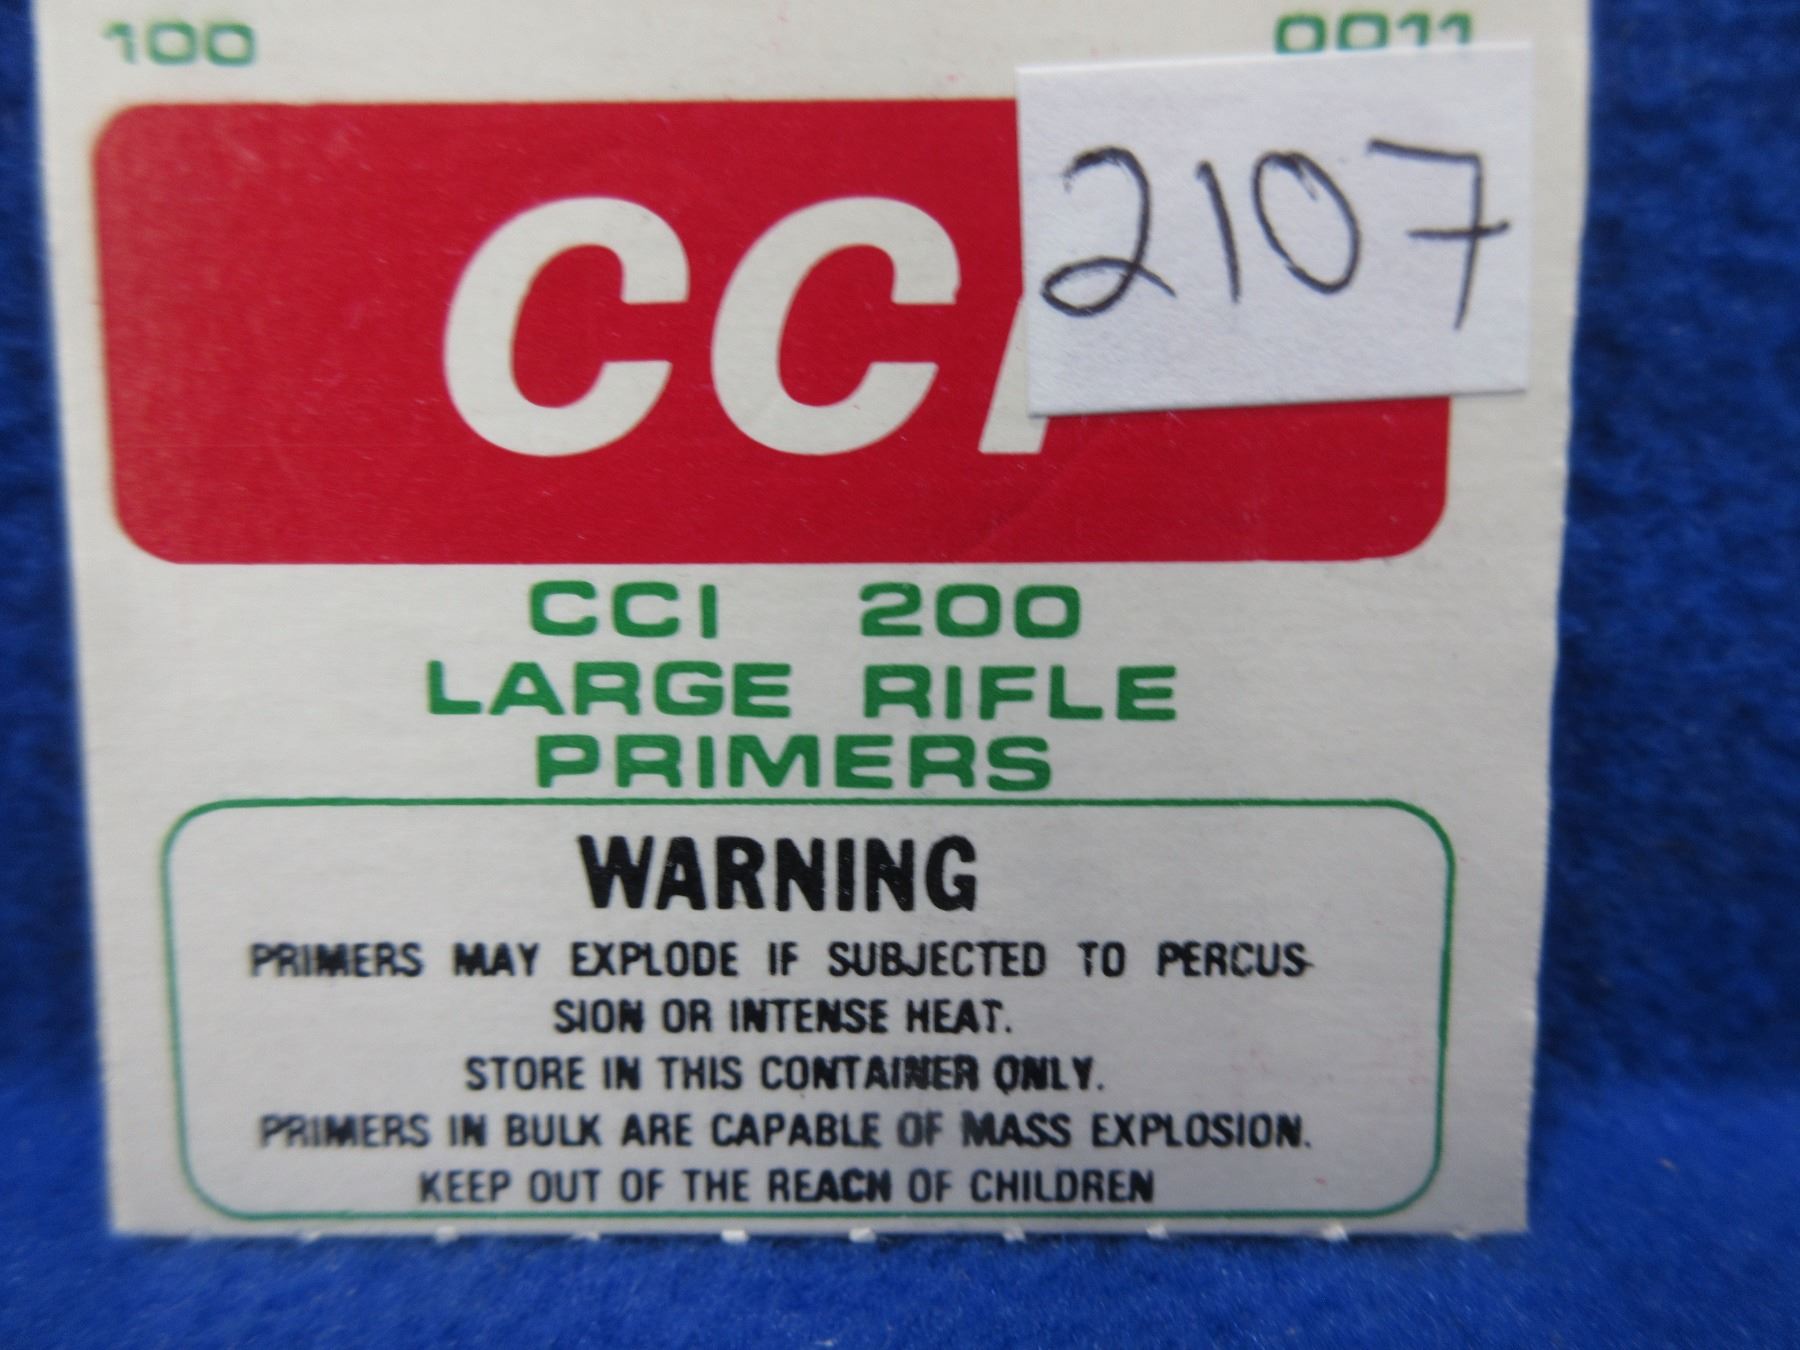 100 0011
2107
CCI
CCI 200
LARGE RIFLE
PRIMERS
WARNING
PRIMERS MAY EXPLODE IF SUBJECTED TO PERCUS-
SION OR INTENSE HEAT.
STORE IN THIS CONTAINER ONLY.
PRIMERS IN BULK ARE CAPABLE OF MASS EXPLOSION.
KEEP OUT OF THE REACH OF CHILDREN